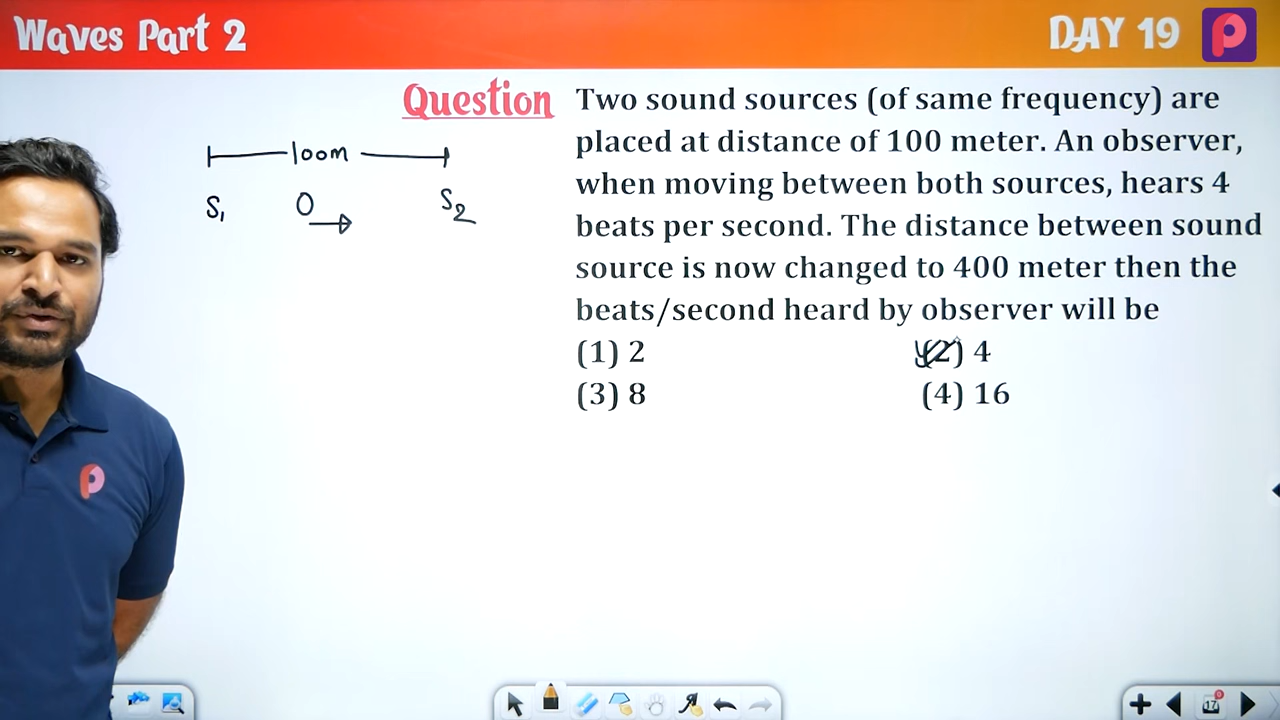 Waves Part 2
DAY 19
Question Two sound sources (of same frequency) are
placed at distance of 100 meter. An observer,
when moving between both sources, hears 4
beats per second. The distance between sound
source is now changed to 400 meter then the
beats/second heard by observer will be
(1) 2 (2) 4
(3) 8 (4) 16
100m
S1 O S2
17